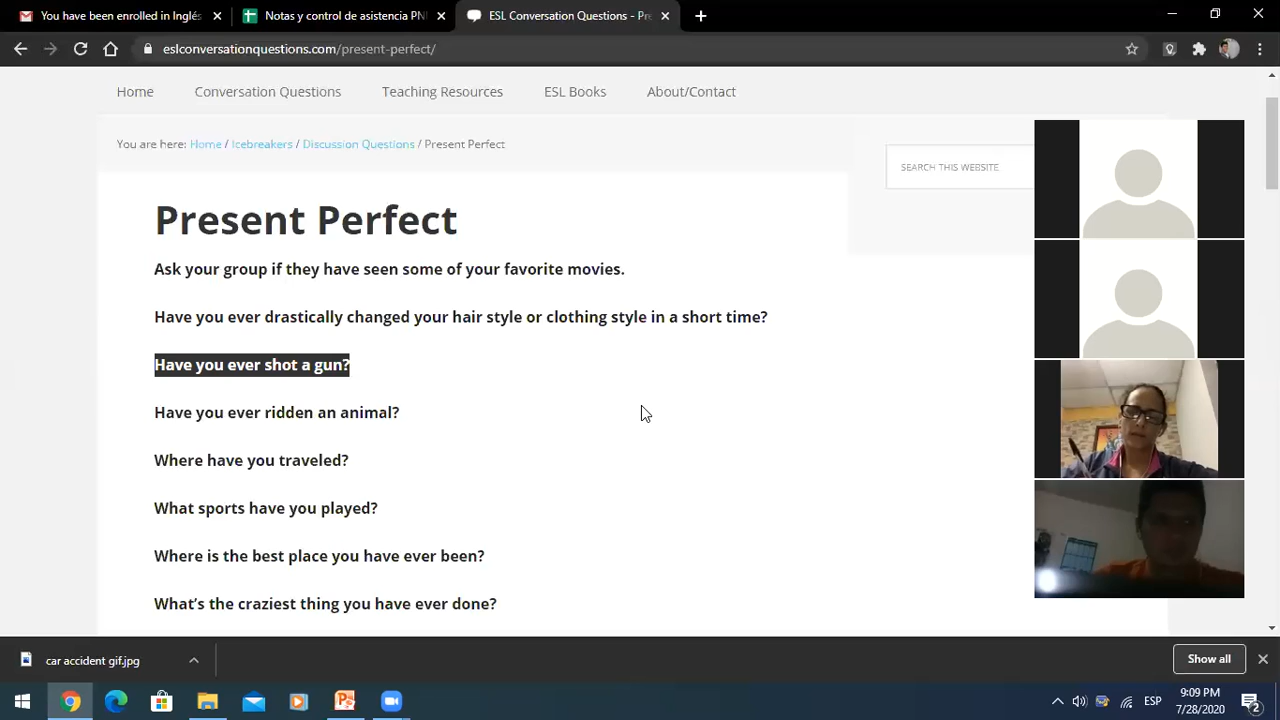 You have been enrolled in Inglés
Notas y control de asistencia PNI
ESL Conversation Questions - Pre
eslconversationquestions.com/present-perfect/
Home Conversation Questions Teaching Resources ESL Books About/Contact
You are here: Home / Icebreakers / Discussion Questions / Present Perfect
SEARCH THIS WEBSITE
Present Perfect
Ask your group if they have seen some of your favorite movies.
Have you ever drastically changed your hair style or clothing style in a short time?
Have you ever shot a gun?
Have you ever ridden an animal?
Where have you traveled?
What sports have you played?
Where is the best place you have ever been?
What's the craziest thing you have ever done?
car accident gif.jpg
Show all
ESP
9:09 PM
7/28/2020
2